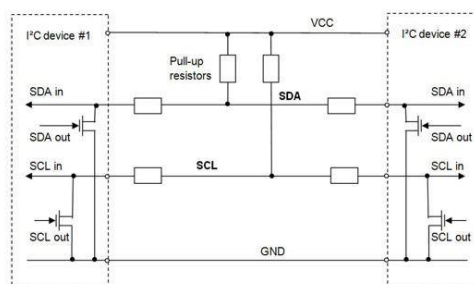 VCC
I²C device #1
I²C device #2
Pull-up
resistors
SDA in
SDA
SDA in
SDA out
SDA out
SCL in
SCL
SCL in
SCL out
SCL out
GND